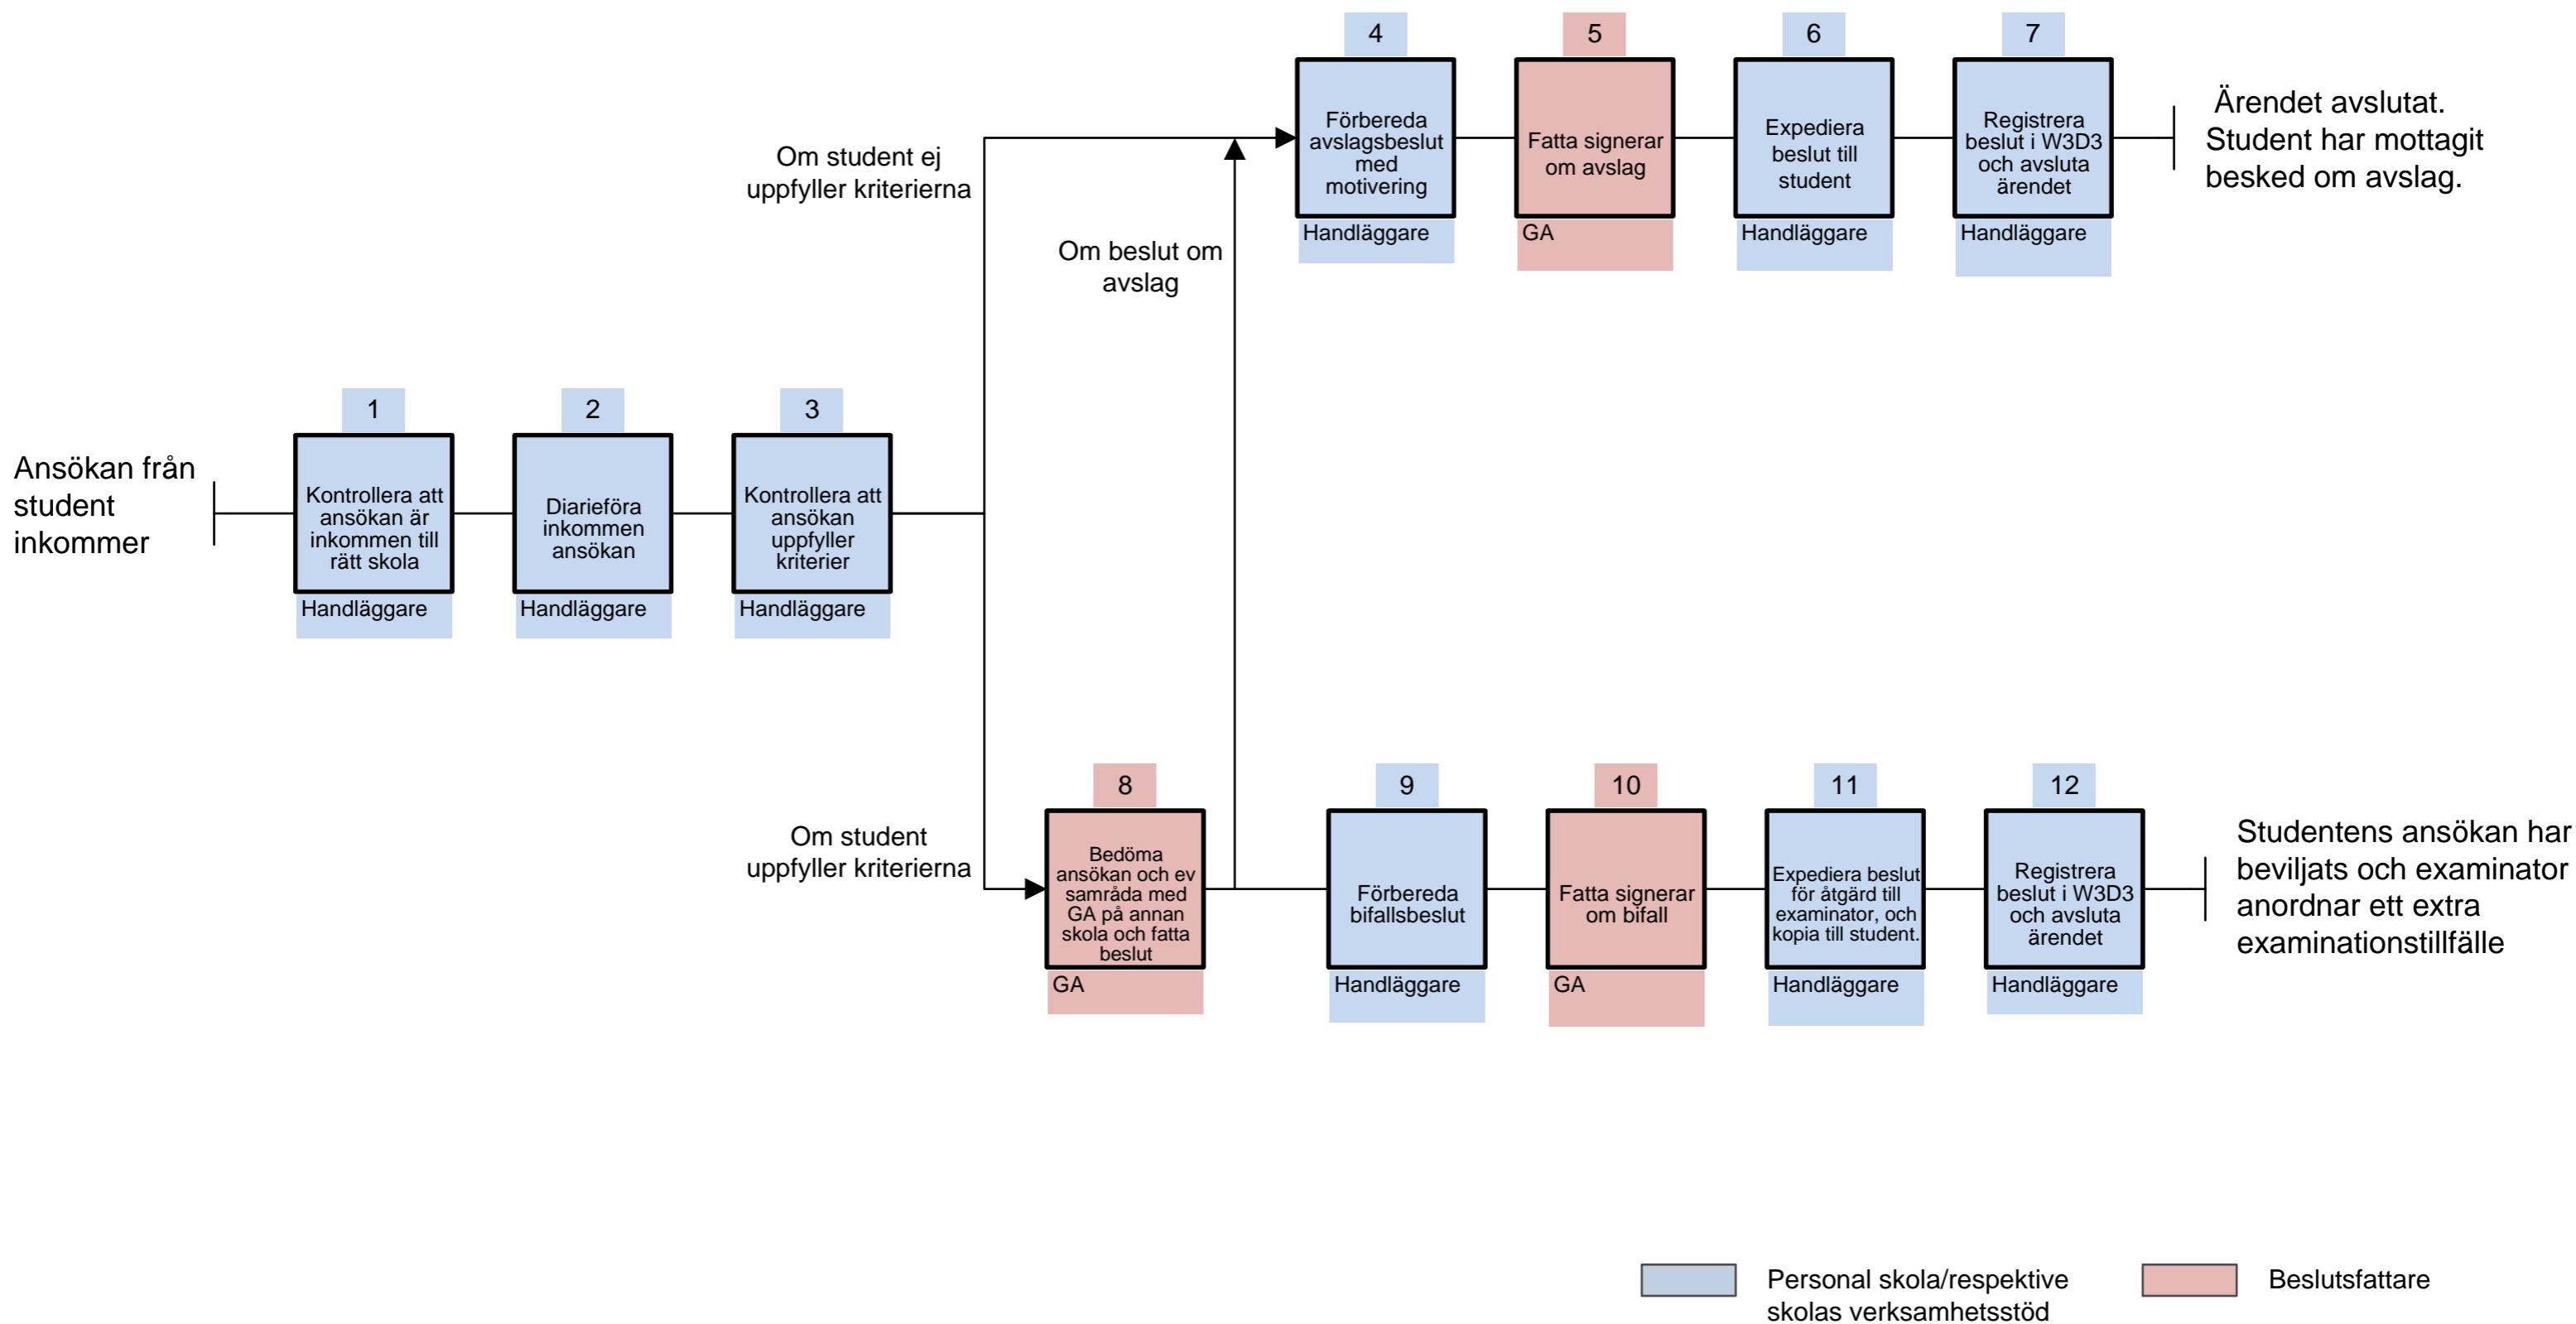 4
5
6
7
Förbereda
avslagsbeslut
med
motivering
Handläggare
Fatta signerar
om avslag
GA
Expediera
beslut till
student
Handläggare
Registrera
beslut i W3D3
och avsluta
ärendet
Handläggare
Ärendet avslutat.
Student har mottagit
besked om avslag.
Om student ej
uppfyller kriterierna
Om beslut om
avslag
1
2
3
Ansökan från
student
inkommer
Kontrollera att
ansökan är
inkommen till
rätt skola
Handläggare
Diarieföra
inkommen
ansökan
Handläggare
Kontrollera att
ansökan
uppfyller
kriterier
Handläggare
Om student
uppfyller kriterierna
8
9
10
11
12
Bedöma
ansökan och ev
samråda med
GA på annan
skola och fatta
beslut
GA
Förbereda
bifallsbeslut
Handläggare
Fatta signerar
om bifall
GA
Expediera beslut
för åtgärd till
examinator, och
kopia till student.
Handläggare
Registrera
beslut i W3D3
och avsluta
ärendet
Handläggare
Studentens ansökan har
beviljats och examinator
anordnar ett extra
examinationstillfälle
Personal skola/respektive
skolas verksamhetsstöd
Beslutsfattare